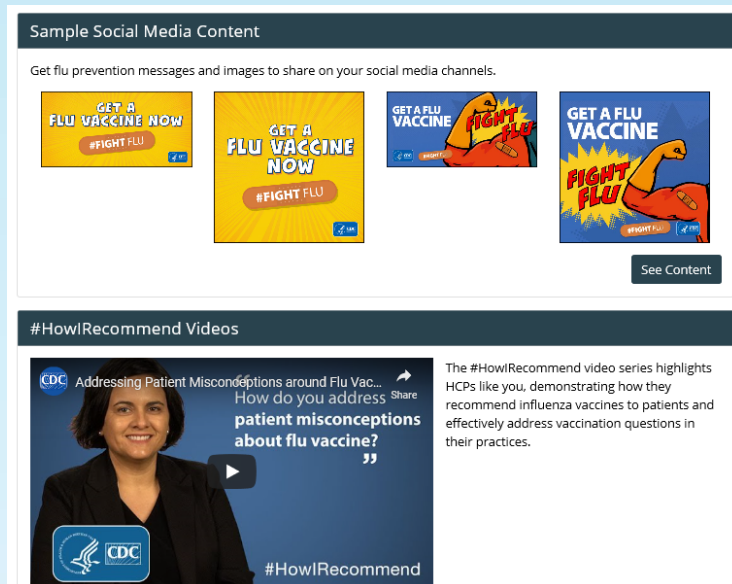 Sample Social Media Content
Get flu prevention messages and images to share on your social media channels.
GET A
FLU VACCINE NOW
#FIGHT FLU
GET A
FLU VACCINE
NOW
#FIGHT FLU
GET A FLU
VACCINE
FIGHT
FLU
#FIGHT FLU
GET A FLU
VACCINE
FIGHT
FLU
#FIGHT FLU
See Content
#HowIRecommend Videos
CDC
Addressing Patient Misconceptions around Flu Vac...
Share
“
How do you address
patient misconceptions
about flu vaccine?
”
CDC
#HowIRecommend
The #HowIRecommend video series highlights
HCPs like you, demonstrating how they
recommend influenza vaccines to patients and
effectively address vaccination questions in
their practices.